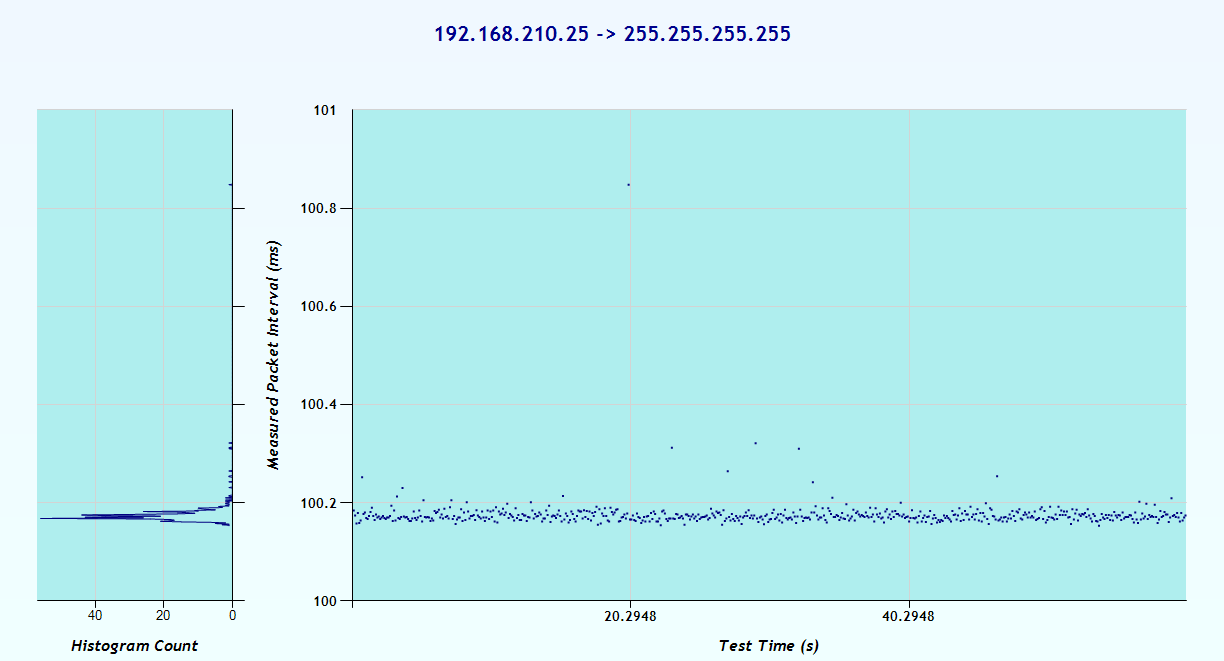 192.168.210.25 -> 255.255.255.255
101
100.8
100.6
100.4
100.2
100
Measured Packet Interval (ms)
40 20 0
20.2948 40.2948
Histogram Count
Test Time (s)